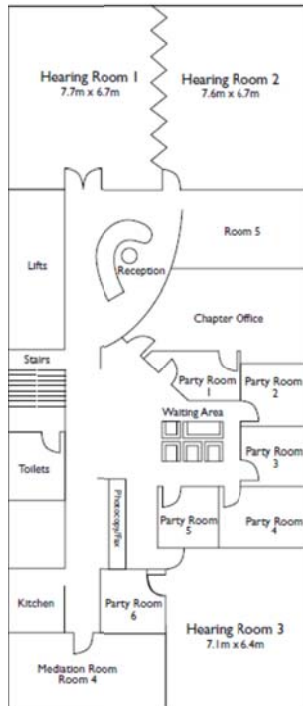 Hearing Room 1
7.7m x 6.7m
Hearing Room 2
7.6m x 6.7m
Room 5
Lifts
Reception
Chapter Office
Stairs
Party Room
1
Party Room
2
Waiting Area
Party Room
3
Toilets
Photocopy/Fax
Party Room
5
Party Room
4
Kitchen
Party Room
6
Hearing Room 3
7.1m x 6.4m
Mediation Room
Room 4